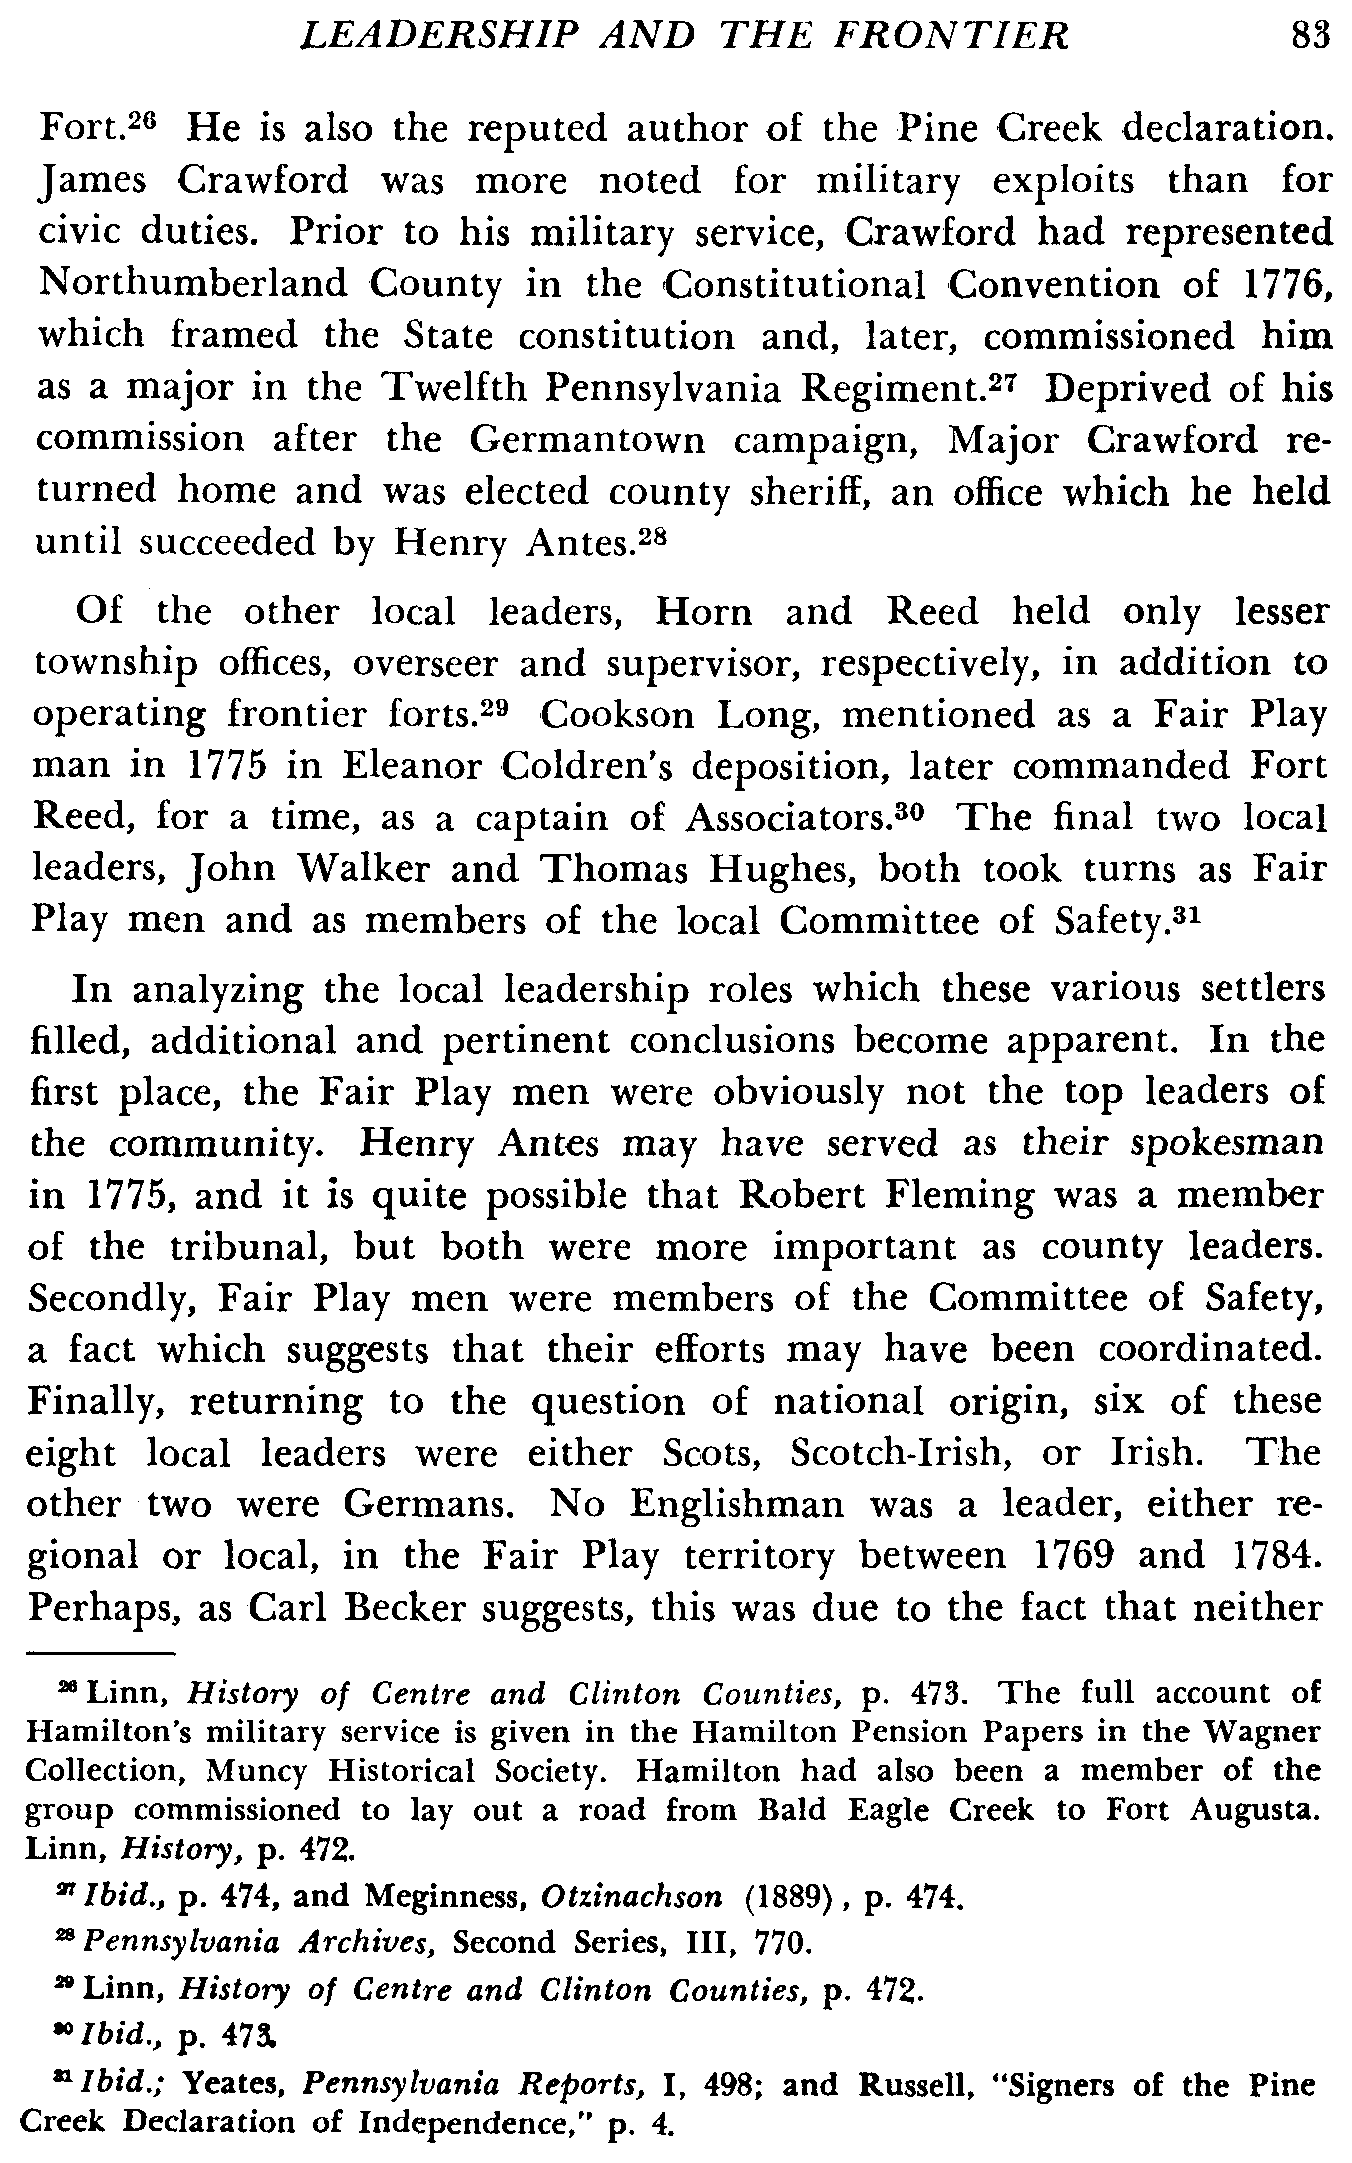 LEADERSHIP AND THE FRONTIER 83
Fort.²⁶ He is also the reputed author of the Pine Creek declaration.
James Crawford was more noted for military exploits than for
civic duties. Prior to his military service, Crawford had represented
Northumberland County in the Constitutional Convention of 1776,
which framed the State constitution and, later, commissioned him
as a major in the Twelfth Pennsylvania Regiment.²⁷ Deprived of his
commission after the Germantown campaign, Major Crawford re-
turned home and was elected county sheriff, an office which he held
until succeeded by Henry Antes.²⁸
Of the other local leaders, Horn and Reed held only lesser
township offices, overseer and supervisor, respectively, in addition to
operating frontier forts.²⁹ Cookson Long, mentioned as a Fair Play
man in 1775 in Eleanor Coldren's deposition, later commanded Fort
Reed, for a time, as a captain of Associators.³⁰ The final two local
leaders, John Walker and Thomas Hughes, both took turns as Fair
Play men and as members of the local Committee of Safety.³¹
In analyzing the local leadership roles which these various settlers
filled, additional and pertinent conclusions become apparent. In the
first place, the Fair Play men were obviously not the top leaders of
the community. Henry Antes may have served as their spokesman
in 1775, and it is quite possible that Robert Fleming was a member
of the tribunal, but both were more important as county leaders.
Secondly, Fair Play men were members of the Committee of Safety,
a fact which suggests that their efforts may have been coordinated.
Finally, returning to the question of national origin, six of these
eight local leaders were either Scots, Scotch-Irish, or Irish. The
other two were Germans. No Englishman was a leader, either re-
gional or local, in the Fair Play territory between 1769 and 1784.
Perhaps, as Carl Becker suggests, this was due to the fact that neither
²⁶ Linn, History of Centre and Clinton Counties, p. 473. The full account of
Hamilton's military service is given in the Hamilton Pension Papers in the Wagner
Collection, Muncy Historical Society. Hamilton had also been a member of the
group commissioned to lay out a road from Bald Eagle Creek to Fort Augusta.
Linn, History, p. 472.
²⁷ Ibid., p. 474, and Meginness, Otzinachson (1889), p. 474.
²⁸ Pennsylvania Archives, Second Series, III, 770.
²⁹ Linn, History of Centre and Clinton Counties, p. 472.
³⁰ Ibid., p. 473.
³¹ Ibid.; Yeates, Pennsylvania Reports, I, 498; and Russell, "Signers of the Pine
Creek Declaration of Independence," p. 4.